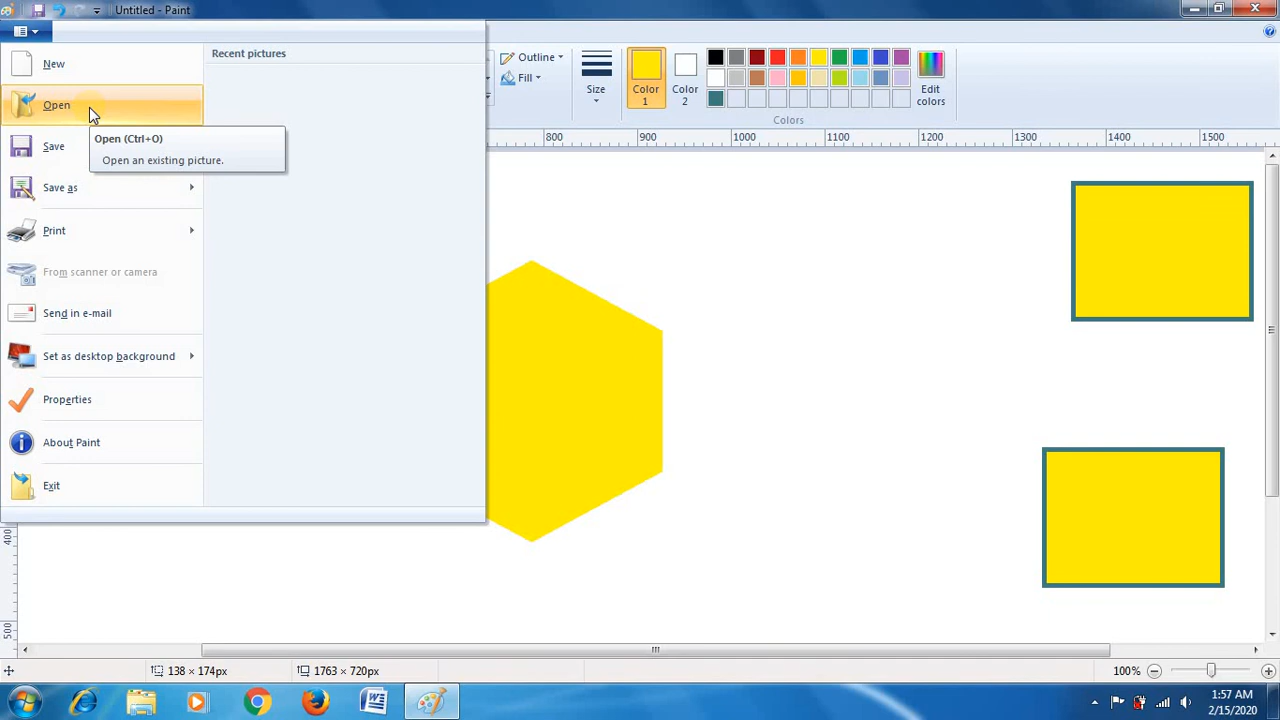 Untitled - Paint
Recent pictures
New
Open
Open (Ctrl+O)
Open an existing picture.
Save
Save as
Print
From scanner or camera
Send in e-mail
Set as desktop background
Properties
About Paint
Exit
Outline
Fill
Size
Color
1
Color
2
Edit
colors
Colors
800 900 1000 1100 1200 1300 1400 1500
400
500
138 × 174px
1763 × 720px
100%
1:57 AM
2/15/2020